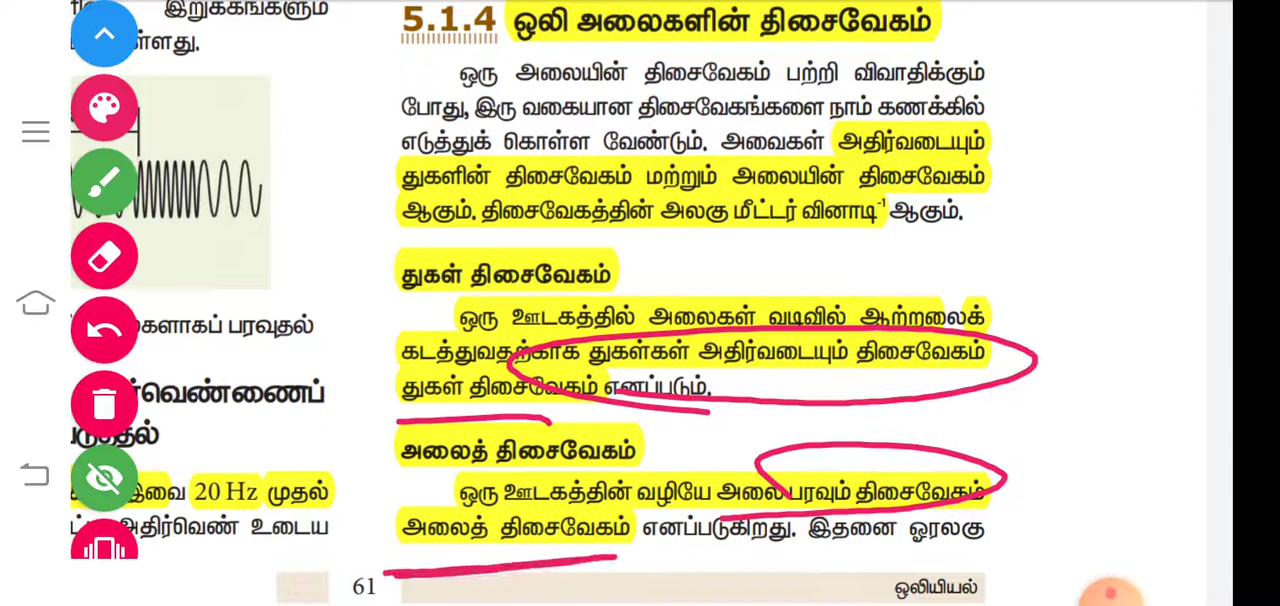 இறுக்கங்களும்
ள்ளது.
களாகப் பரவுதல்
ர்வெண்ணைப்
படுதல்
இவை 20 Hz முதல்
அதிர்வெண் உடைய
5.1.4 ஒலி அலைகளின் திசைவேகம்
ஒரு அலையின் திசைவேகம் பற்றி விவாதிக்கும்
போது, இரு வகையான திசைவேகங்களை நாம் கணக்கில்
எடுத்துக் கொள்ள வேண்டும். அவைகள் அதிர்வடையும்
துகளின் திசைவேகம் மற்றும் அலையின் திசைவேகம்
ஆகும். திசைவேகத்தின் அலகு மீட்டர் வினாடி⁻¹ ஆகும்.
துகள் திசைவேகம்
ஒரு ஊடகத்தில் அலைகள் வடிவில் ஆற்றலைக்
கடத்துவதற்காக துகள்கள் அதிர்வடையும் திசைவேகம்
துகள் திசைவேகம் எனப்படும்.
அலைத் திசைவேகம்
ஒரு ஊடகத்தின் வழியே அலை பரவும் திசைவேகம்
அலைத் திசைவேகம் எனப்படுகிறது. இதனை ஓரலகு
61
ஒலியியல்